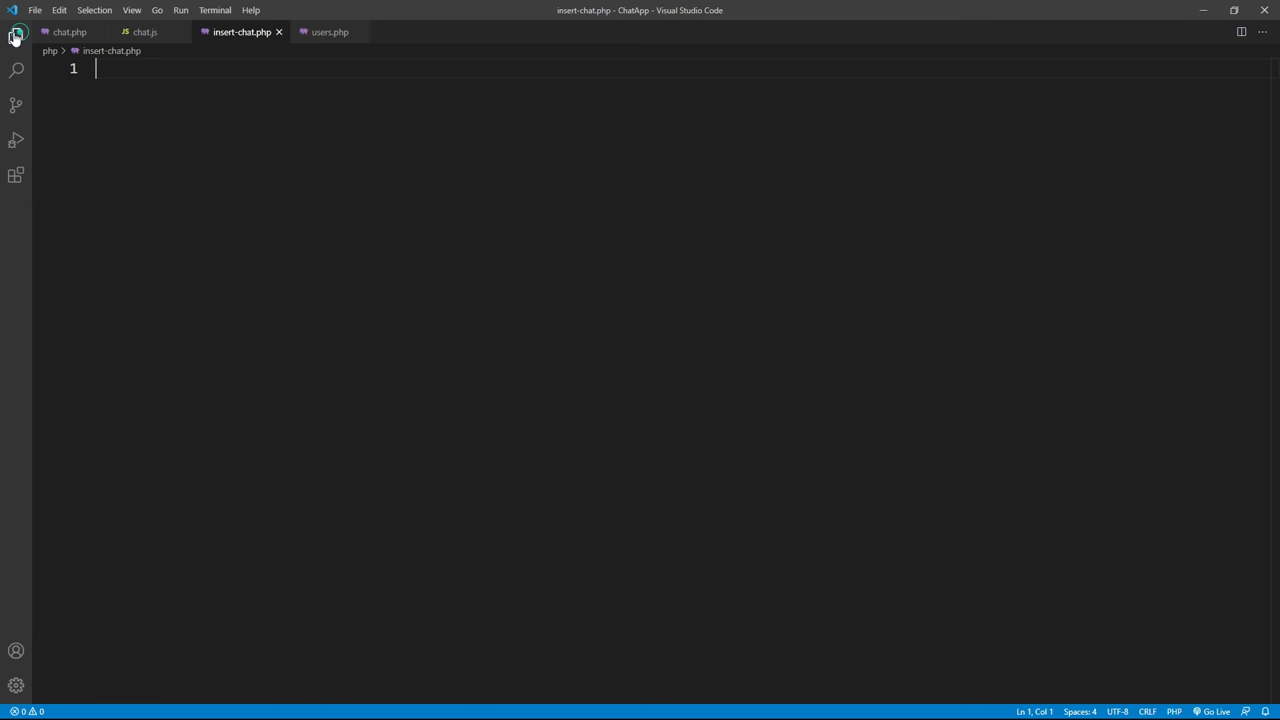 File Edit Selection View Go Run Terminal Help
insert-chat.php - ChatApp - Visual Studio Code
chat.php
JS chat.js
insert-chat.php
users.php
php > insert-chat.php
1
0 0
Ln 1, Col 1
Spaces: 4
UTF-8
CRLF
PHP
Go Live